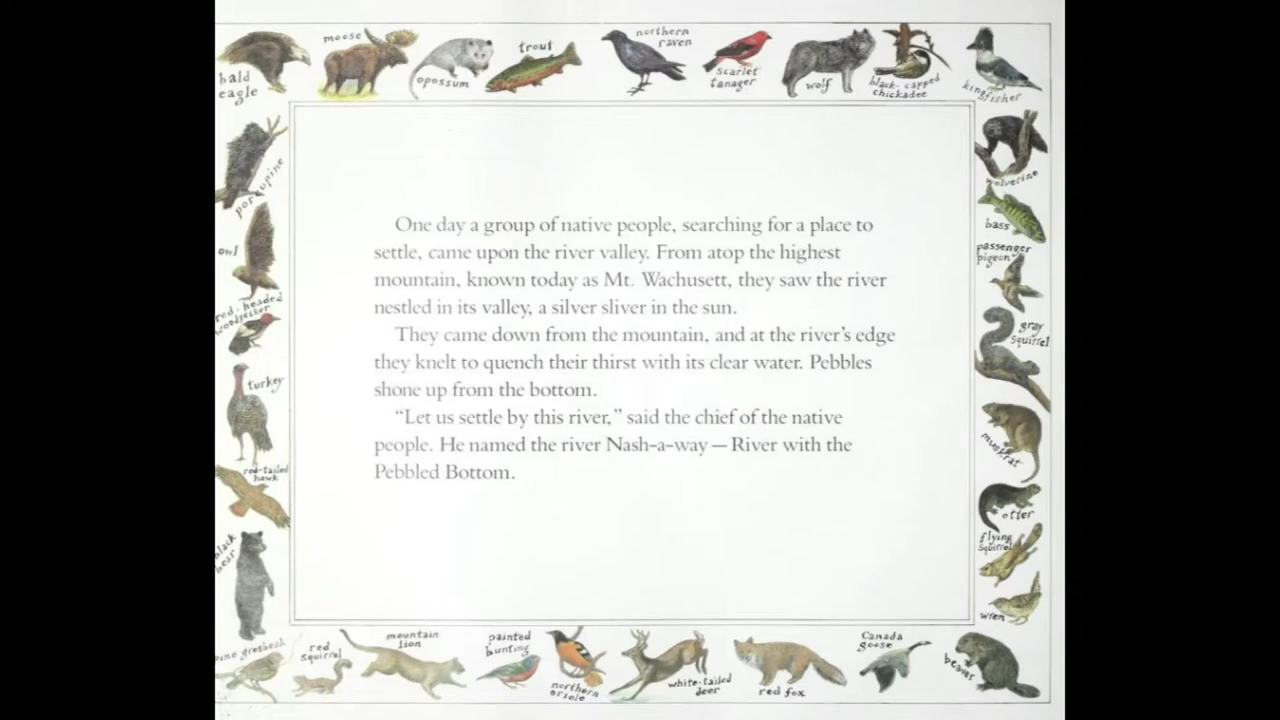 bald eagle
moose
opossum
trout
northern raven
scarlet tanager
wolf
black-capped chickadee
kingfisher
porcupine
owl
red-headed woodpecker
turkey
red-tailed hawk
black bear
One day a group of native people, searching for a place to
settle, came upon the river valley. From atop the highest
mountain, known today as Mt. Wachusett, they saw the river
nestled in its valley, a silver sliver in the sun.
They came down from the mountain, and at the river's edge
they knelt to quench their thirst with its clear water. Pebbles
shone up from the bottom.
"Let us settle by this river," said the chief of the native
people. He named the river Nash-a-way — River with the
Pebbled Bottom.
wolverine
bass
passenger pigeon
gray squirrel
muskrat
otter
flying squirrel
wren
pine grosbeak
red squirrel
mountain lion
painted bunting
northern oriole
white-tailed deer
red fox
Canada goose
beaver